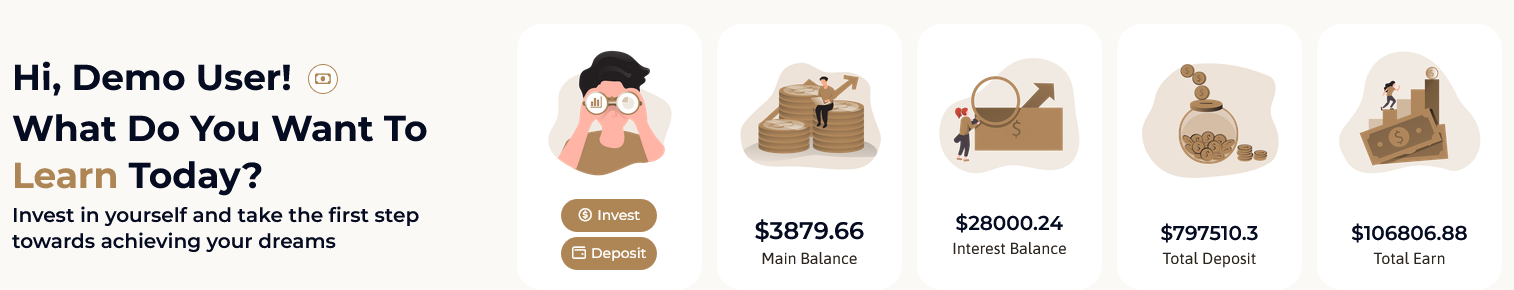 Hi, Demo User!
What Do You Want To
Learn Today?
Invest in yourself and take the first step
towards achieving your dreams
Invest
Deposit
$3879.66
Main Balance
$28000.24
Interest Balance
$797510.3
Total Deposit
$106806.88
Total Earn